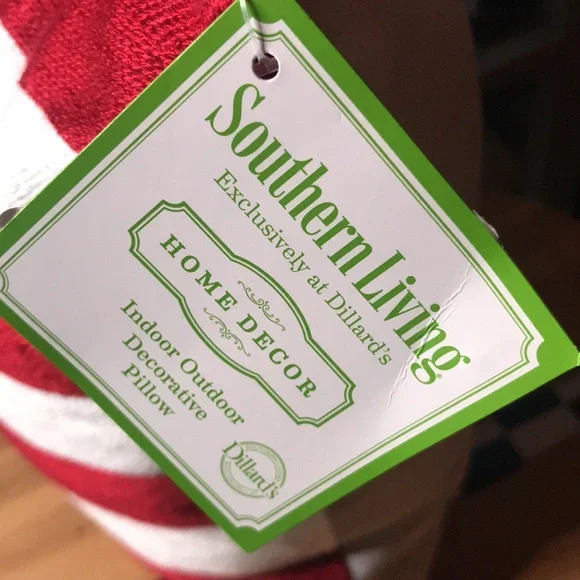 Southern Living
Exclusively at Dillard's
HOME DECOR
Indoor Outdoor
Decorative
Pillow
Dillard's